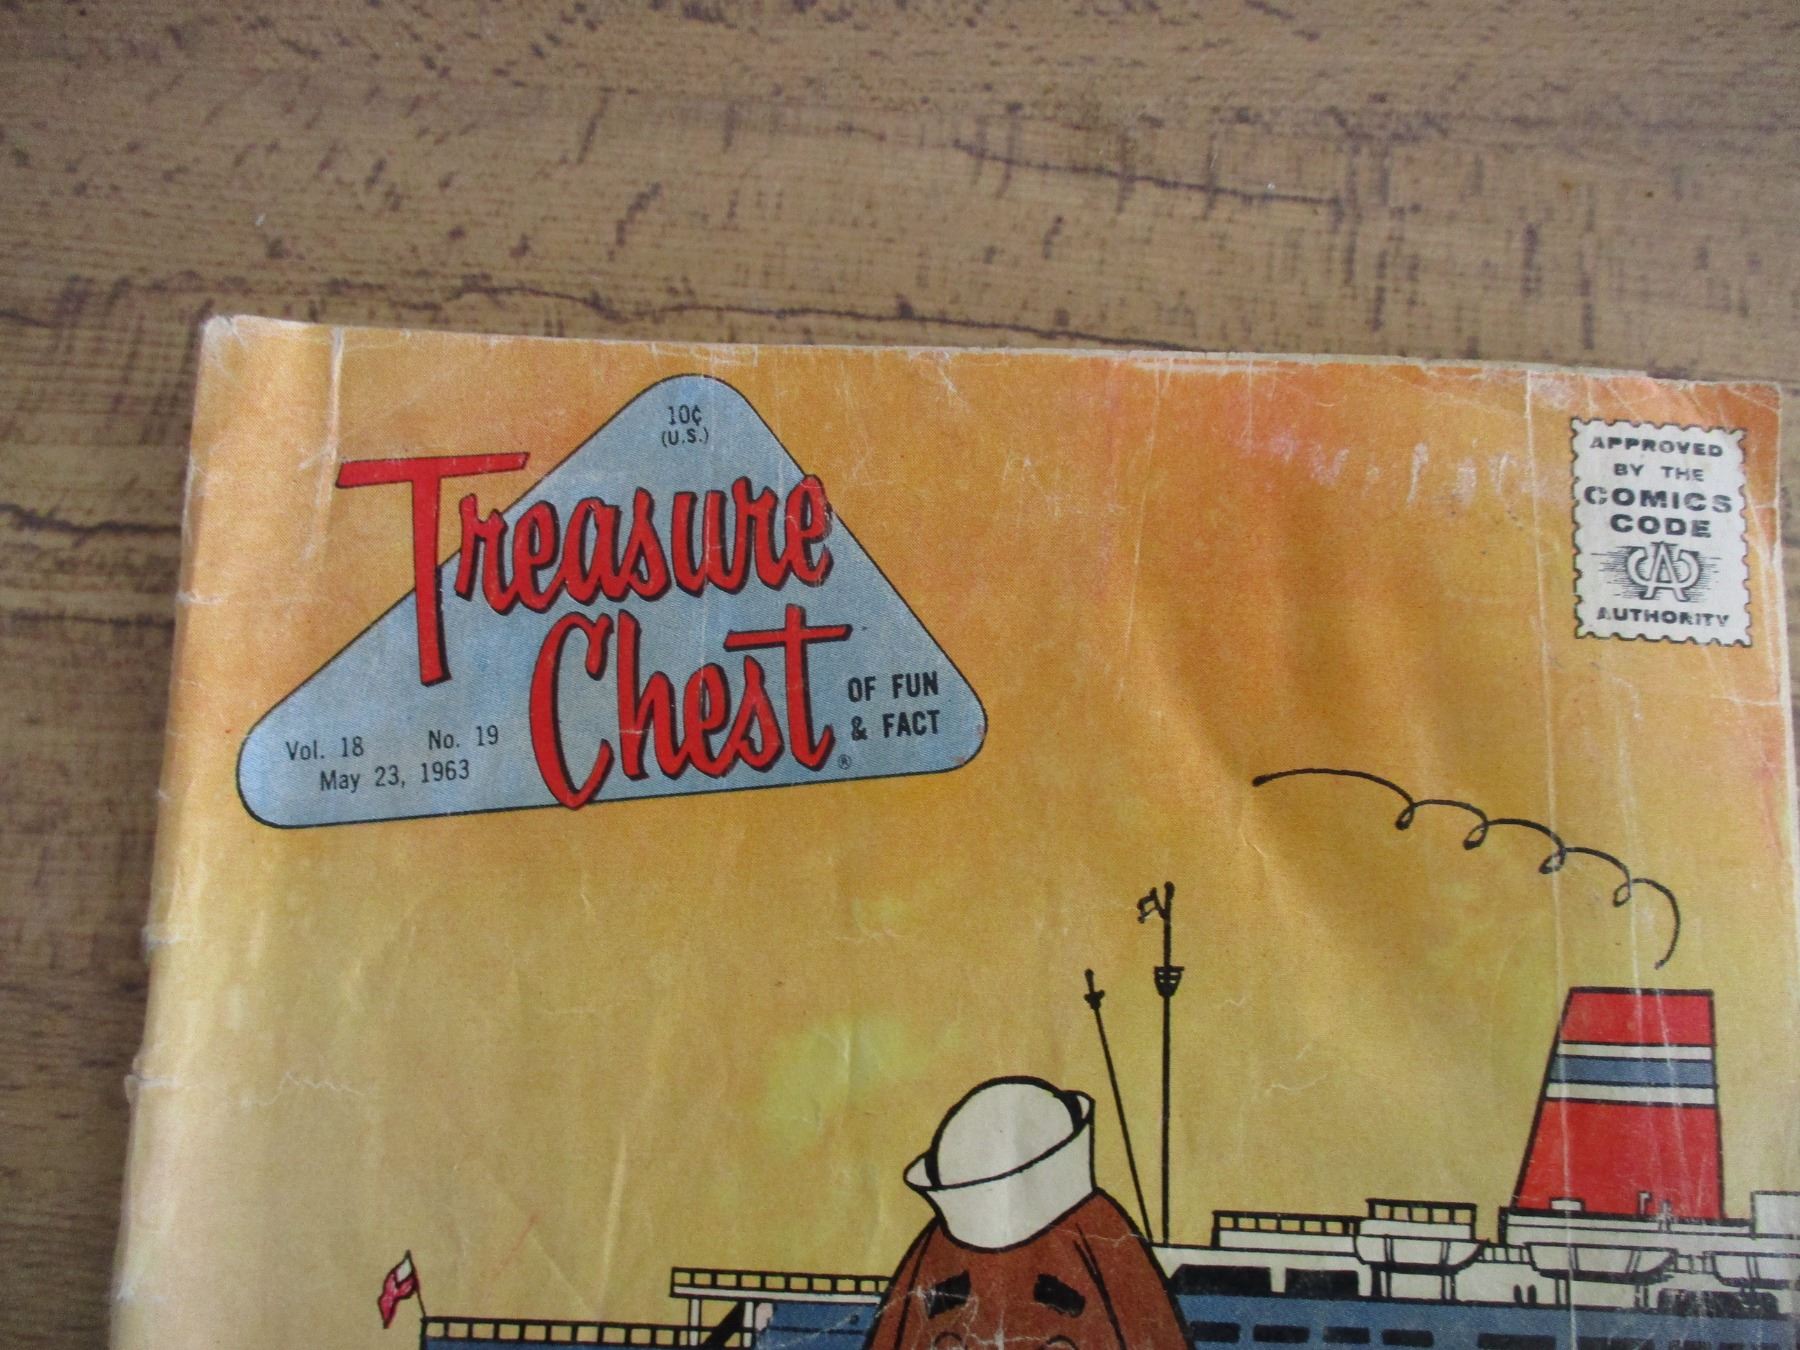 10¢
(U.S.)
Treasure
Chest
OF FUN
& FACT
®
Vol. 18 No. 19
May 23, 1963
APPROVED
BY THE
COMICS
CODE
CA
AUTHORITY